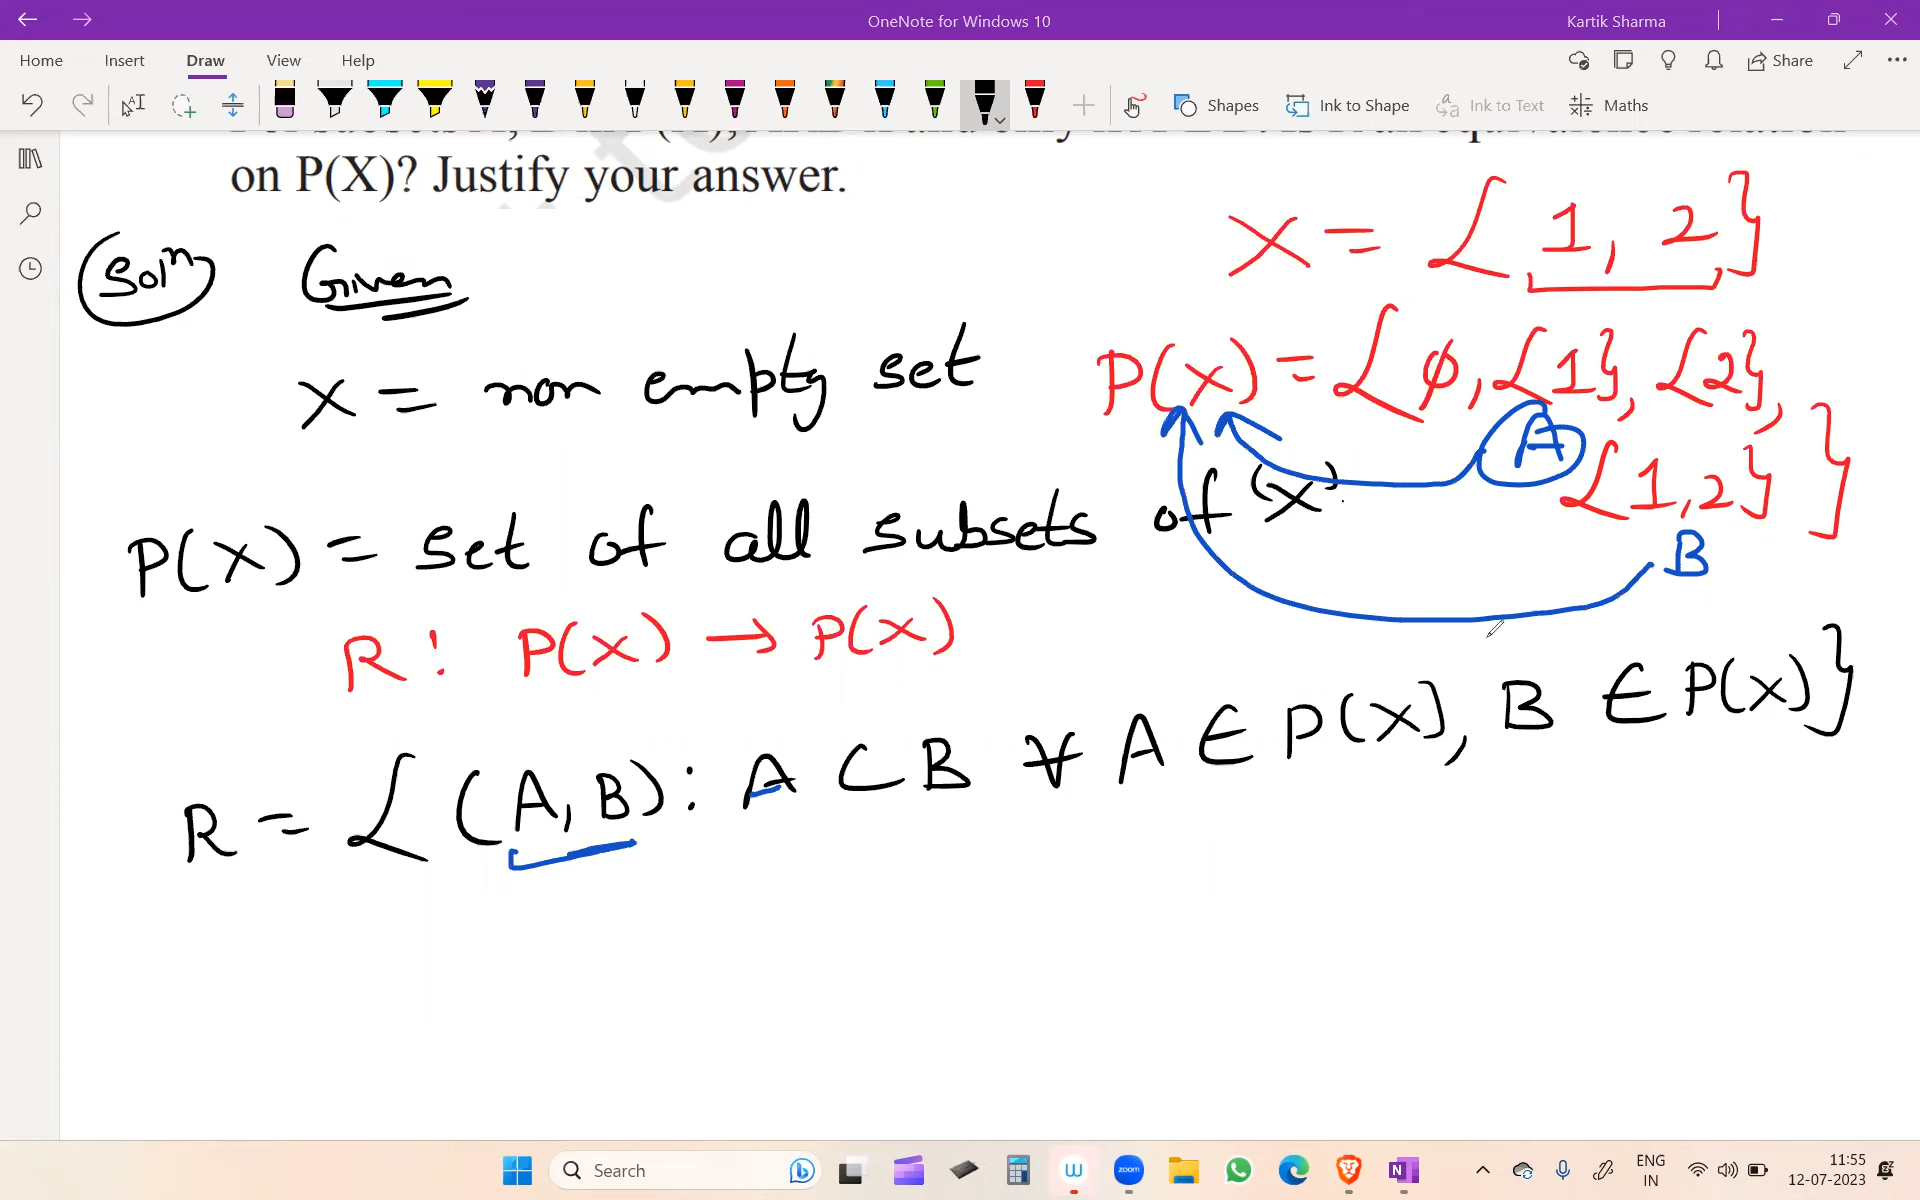 OneNote for Windows 10
Kartik Sharma
Home Insert Draw View Help
Share
Shapes Ink to Shape Ink to Text Maths
on P(X)? Justify your answer.
Solⁿ Given
X = {1, 2}
X = non empty set
P(X) = {ϕ, {1}, {2},
{1,2}}
A
B
P(X) = set of all subsets of 'X'.
R : P(X) → P(X)
R = {(A, B) : A ⊂ B ∀ A ∈ P(X), B ∈ P(X)}
Search
zoom
ENG
IN
11:55
12-07-2023